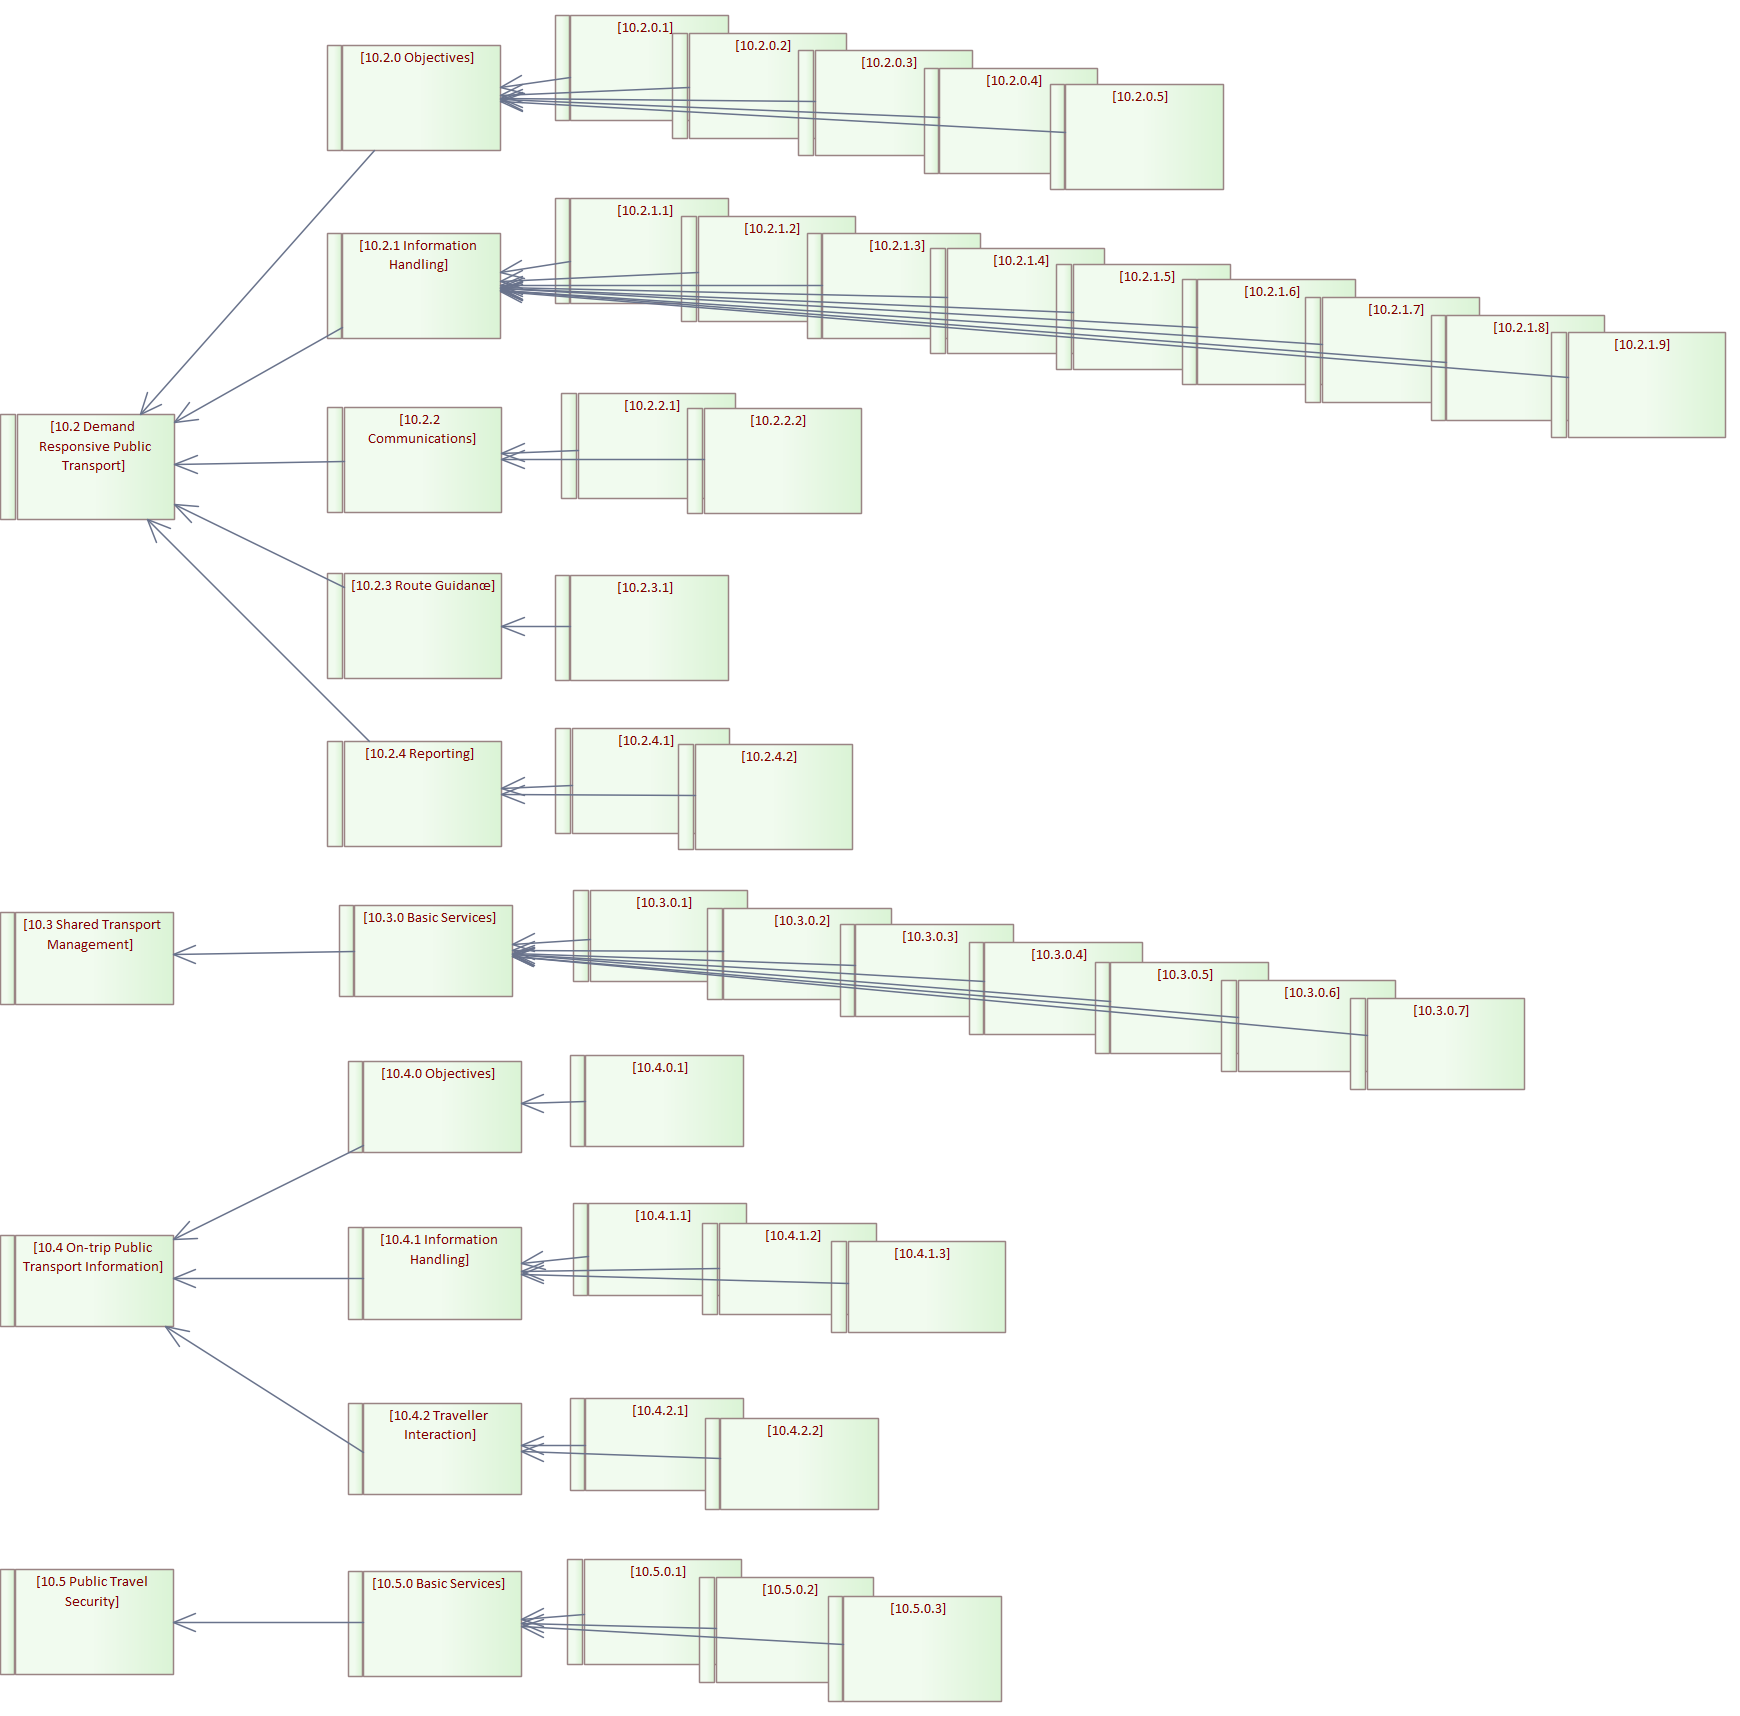 [10.2.0 Objectives]
[10.2.0.1]
[10.2.0.2]
[10.2.0.3]
[10.2.0.4]
[10.2.0.5]
[10.2.1 Information
Handling]
[10.2.1.1]
[10.2.1.2]
[10.2.1.3]
[10.2.1.4]
[10.2.1.5]
[10.2.1.6]
[10.2.1.7]
[10.2.1.8]
[10.2.1.9]
[10.2 Demand
Responsive Public
Transport]
[10.2.2
Communications]
[10.2.2.1]
[10.2.2.2]
[10.2.3 Route Guidance]
[10.2.3.1]
[10.2.4 Reporting]
[10.2.4.1]
[10.2.4.2]
[10.3 Shared Transport
Management]
[10.3.0 Basic Services]
[10.3.0.1]
[10.3.0.2]
[10.3.0.3]
[10.3.0.4]
[10.3.0.5]
[10.3.0.6]
[10.3.0.7]
[10.4.0 Objectives]
[10.4.0.1]
[10.4 On-trip Public
Transport Information]
[10.4.1 Information
Handling]
[10.4.1.1]
[10.4.1.2]
[10.4.1.3]
[10.4.2 Traveller
Interaction]
[10.4.2.1]
[10.4.2.2]
[10.5 Public Travel
Security]
[10.5.0 Basic Services]
[10.5.0.1]
[10.5.0.2]
[10.5.0.3]